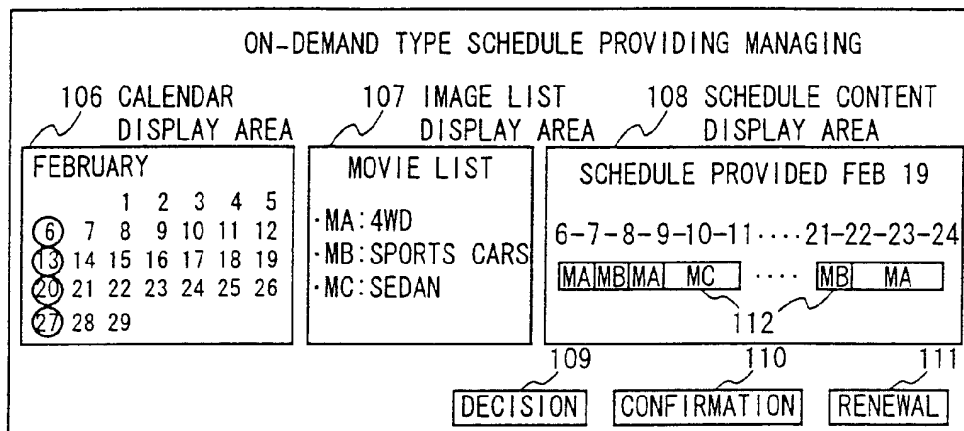 ON-DEMAND TYPE SCHEDULE PROVIDING MANAGING
106 CALENDAR DISPLAY AREA
107 IMAGE LIST DISPLAY AREA
108 SCHEDULE CONTENT DISPLAY AREA
FEBRUARY
1 2 3 4 5
6 7 8 9 10 11 12
13 14 15 16 17 18 19
20 21 22 23 24 25 26
27 28 29
MOVIE LIST
·MA:4WD
·MB:SPORTS CARS
·MC:SEDAN
SCHEDULE PROVIDED FEB 19
6-7-8-9-10-11····21-22-23-24
MA MB MA MC ···· MB MA
112
109 110 111
DECISION CONFIRMATION RENEWAL